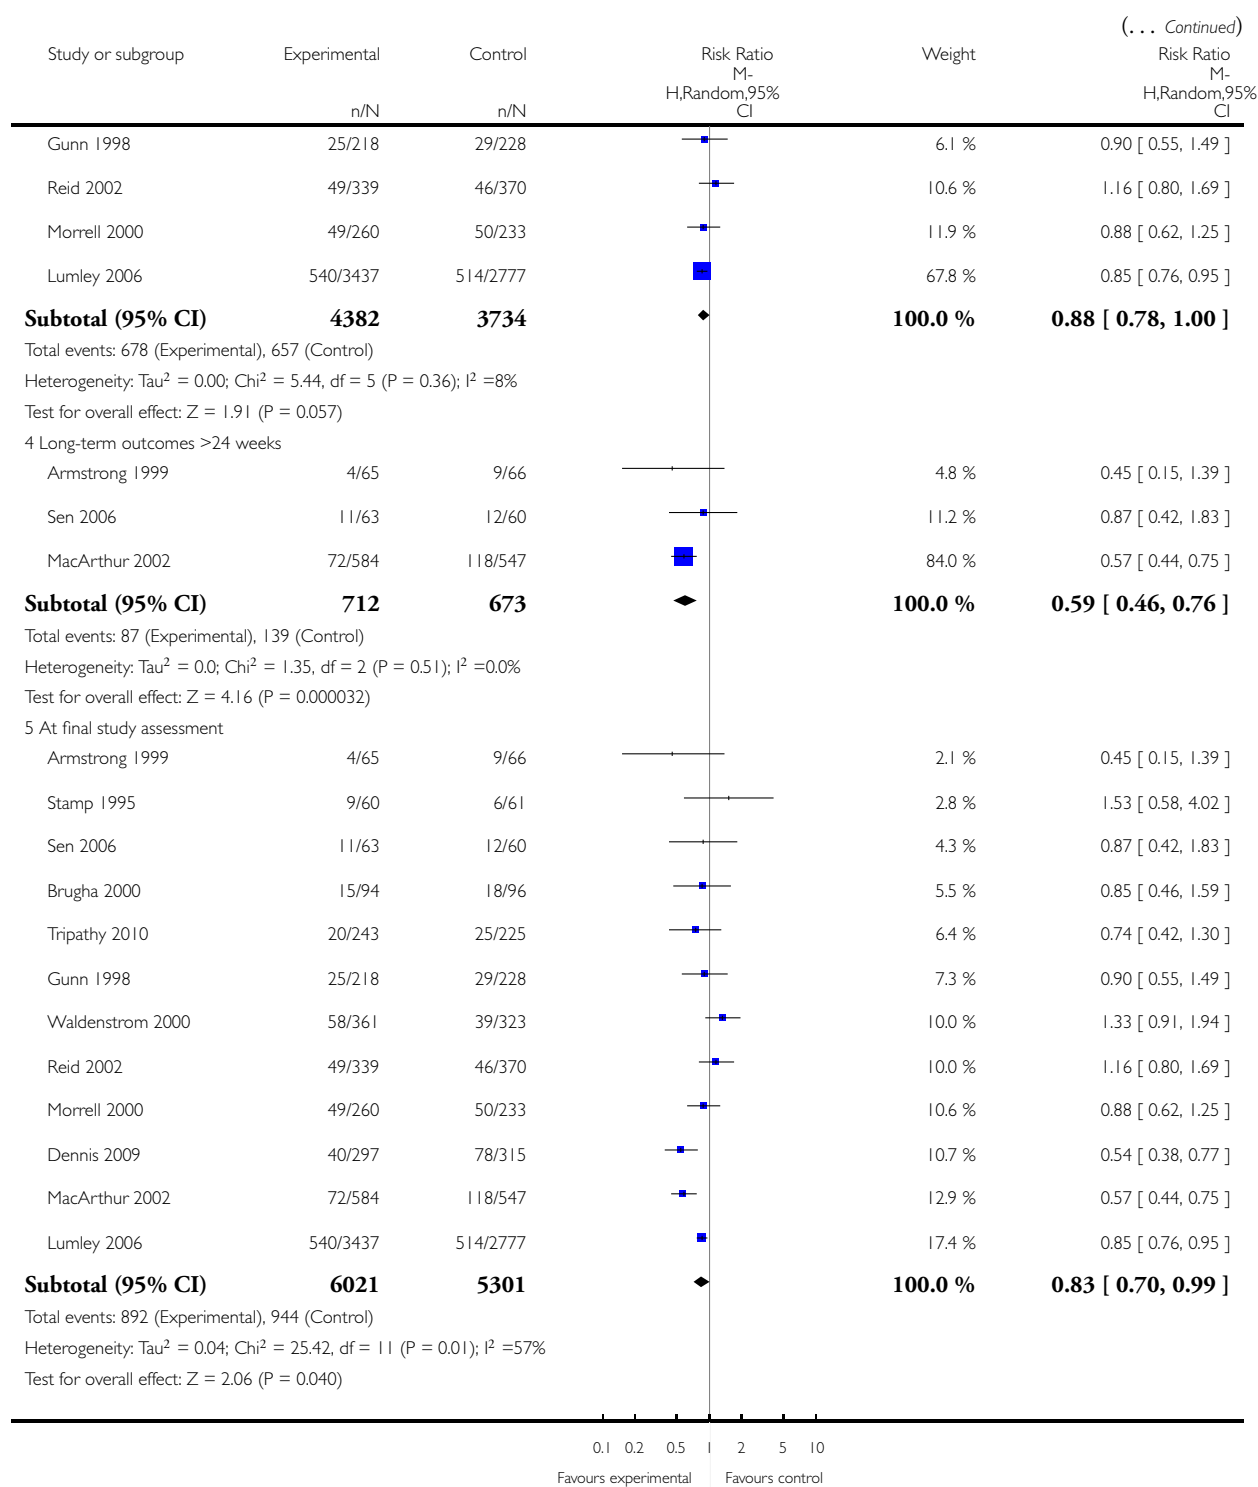 (... Continued)
Study or subgroup Experimental Control Risk Ratio Weight Risk Ratio
M- M-
H,Random,95% H,Random,95%
n/N n/N CI CI
Gunn 1998 25/218 29/228 6.1 % 0.90 [ 0.55, 1.49 ]
Reid 2002 49/339 46/370 10.6 % 1.16 [ 0.80, 1.69 ]
Morrell 2000 49/260 50/233 11.9 % 0.88 [ 0.62, 1.25 ]
Lumley 2006 540/3437 514/2777 67.8 % 0.85 [ 0.76, 0.95 ]
Subtotal (95% CI) 4382 3734 100.0 % 0.88 [ 0.78, 1.00 ]
Total events: 678 (Experimental), 657 (Control)
Heterogeneity: Tau² = 0.00; Chi² = 5.44, df = 5 (P = 0.36); I² =8%
Test for overall effect: Z = 1.91 (P = 0.057)
4 Long-term outcomes >24 weeks
Armstrong 1999 4/65 9/66 4.8 % 0.45 [ 0.15, 1.39 ]
Sen 2006 11/63 12/60 11.2 % 0.87 [ 0.42, 1.83 ]
MacArthur 2002 72/584 118/547 84.0 % 0.57 [ 0.44, 0.75 ]
Subtotal (95% CI) 712 673 100.0 % 0.59 [ 0.46, 0.76 ]
Total events: 87 (Experimental), 139 (Control)
Heterogeneity: Tau² = 0.0; Chi² = 1.35, df = 2 (P = 0.51); I² =0.0%
Test for overall effect: Z = 4.16 (P = 0.000032)
5 At final study assessment
Armstrong 1999 4/65 9/66 2.1 % 0.45 [ 0.15, 1.39 ]
Stamp 1995 9/60 6/61 2.8 % 1.53 [ 0.58, 4.02 ]
Sen 2006 11/63 12/60 4.3 % 0.87 [ 0.42, 1.83 ]
Brugha 2000 15/94 18/96 5.5 % 0.85 [ 0.46, 1.59 ]
Tripathy 2010 20/243 25/225 6.4 % 0.74 [ 0.42, 1.30 ]
Gunn 1998 25/218 29/228 7.3 % 0.90 [ 0.55, 1.49 ]
Waldenstrom 2000 58/361 39/323 10.0 % 1.33 [ 0.91, 1.94 ]
Reid 2002 49/339 46/370 10.0 % 1.16 [ 0.80, 1.69 ]
Morrell 2000 49/260 50/233 10.6 % 0.88 [ 0.62, 1.25 ]
Dennis 2009 40/297 78/315 10.7 % 0.54 [ 0.38, 0.77 ]
MacArthur 2002 72/584 118/547 12.9 % 0.57 [ 0.44, 0.75 ]
Lumley 2006 540/3437 514/2777 17.4 % 0.85 [ 0.76, 0.95 ]
Subtotal (95% CI) 6021 5301 100.0 % 0.83 [ 0.70, 0.99 ]
Total events: 892 (Experimental), 944 (Control)
Heterogeneity: Tau² = 0.04; Chi² = 25.42, df = 11 (P = 0.01); I² =57%
Test for overall effect: Z = 2.06 (P = 0.040)
0.1 0.2 0.5 1 2 5 10
Favours experimental Favours control